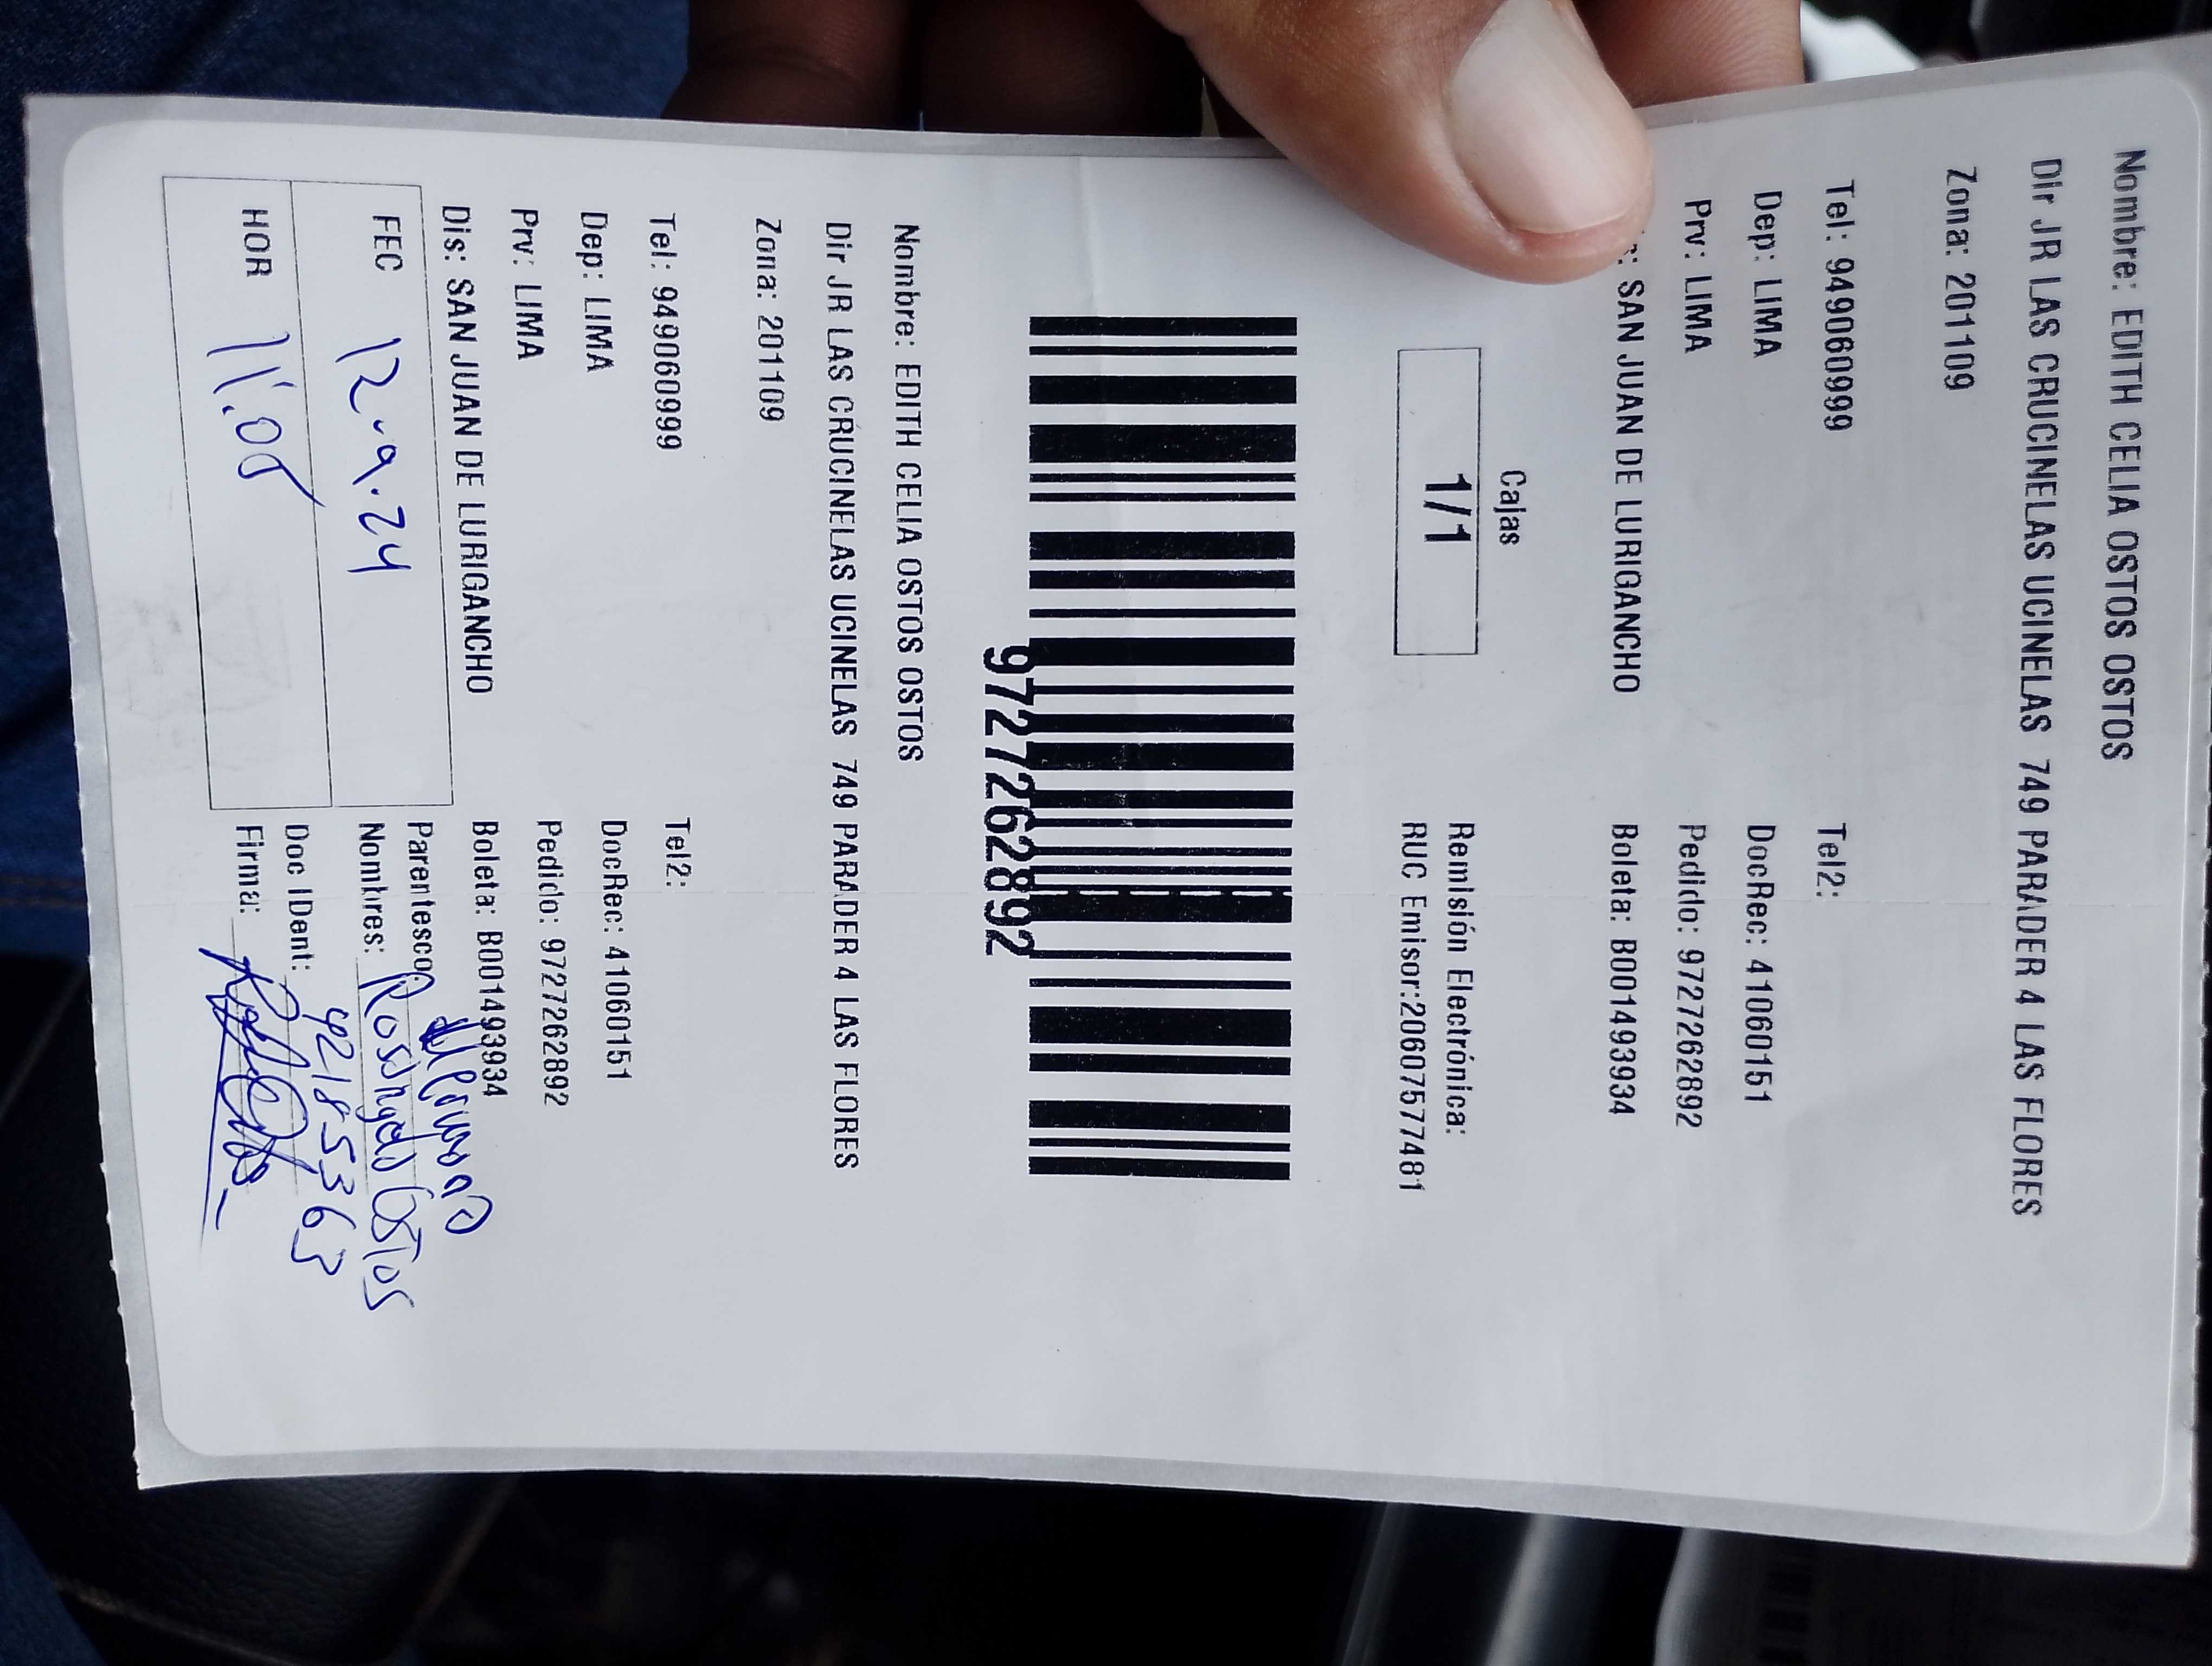 Nombre: EDITH CELIA OSTOS OSTOS
Dir JR LAS CRUCINELAS UCINELAS 749 PARADER 4 LAS FLORES
Zona: 201109
Tel: 949060999 Tel2:
Dep: LIMA DocRec: 41060151
Prv: LIMA Pedido: 9727262892
: SAN JUAN DE LURIGANCHO Boleta: B001493934
Cajas
1/1
Remisión Electrónica:
RUC Emisor:20607577481
9727262892
Nombre: EDITH CELIA OSTOS OSTOS
Dir JR LAS CRUCINELAS UCINELAS 749 PARADER 4 LAS FLORES
Zona: 201109
Tel: 949060999 Tel2:
Dep: LIMA DocRec: 41060151
Prv: LIMA Pedido: 9727262892
Dis: SAN JUAN DE LURIGANCHO Boleta: B001493934
FEC 12.9.24
HOR
Parentesco
Nombres: Ostos
Doc IDent: 42185363
Firma: